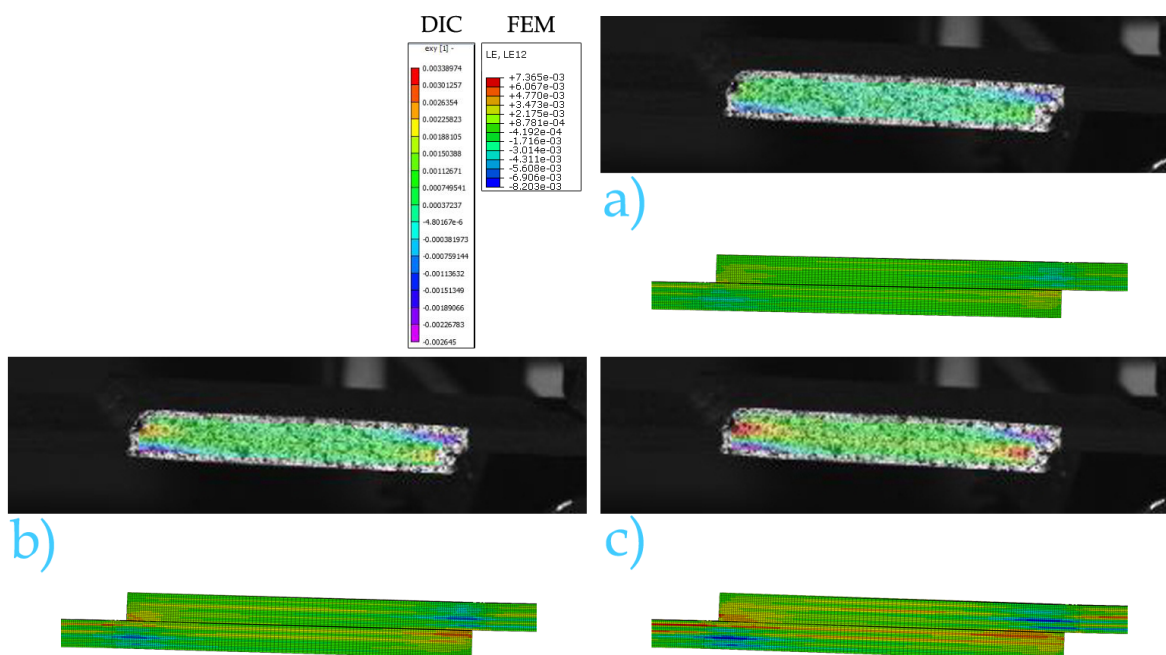 DIC FEM
exy [1] -
0.00338974
0.00301257
0.0026354
0.00225823
0.00188105
0.00150388
0.00112671
0.000749541
0.00037237
-4.80167e-6
-0.000381973
-0.000759144
-0.00113632
-0.00151349
-0.00189066
-0.00226783
-0.002645
LE, LE12
+7.365e-03
+6.067e-03
+4.770e-03
+3.473e-03
+2.175e-03
+8.781e-04
-4.192e-04
-1.716e-03
-3.014e-03
-4.311e-03
-5.608e-03
-6.906e-03
-8.203e-03
a)
b)
c)